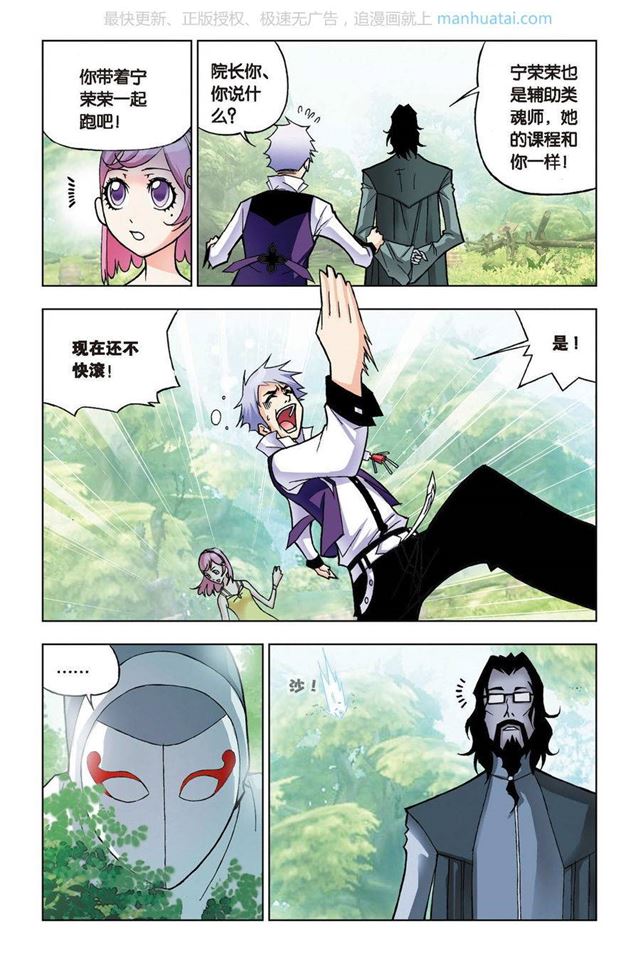 最快更新、正版授权、极速无广告，追漫画就上 manhuatai.com
你带着宁
荣荣一起
跑吧！
院长你、
你说什
么？
宁荣荣也
是辅助类
魂师，她
的课程和
你一样！
现在还不
快滚！
是！
……
沙！